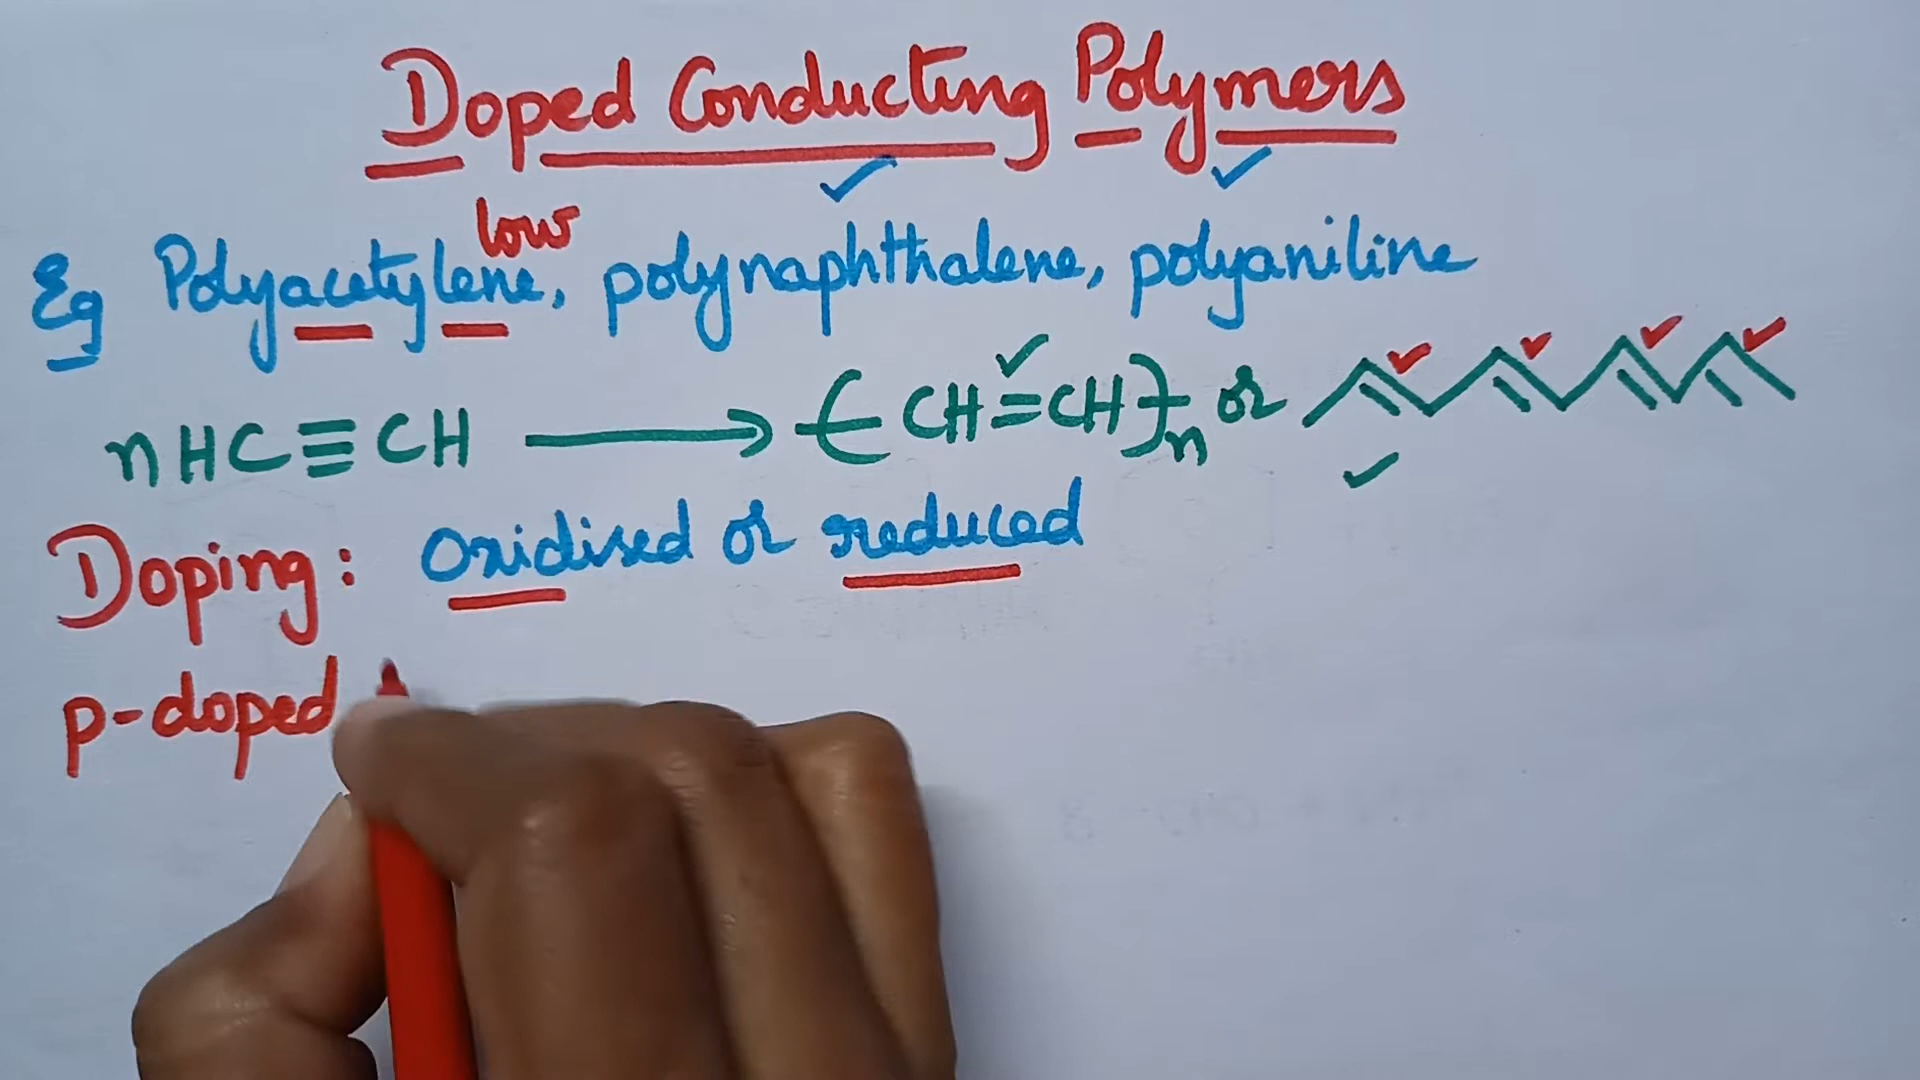 Doped Conducting Polymers
low
Eg Polyacetylene, polynaphthalene, polyaniline
nHC≡CH ⟶ (CH=CH)n or
Doping: Oxidised or reduced
p-doped